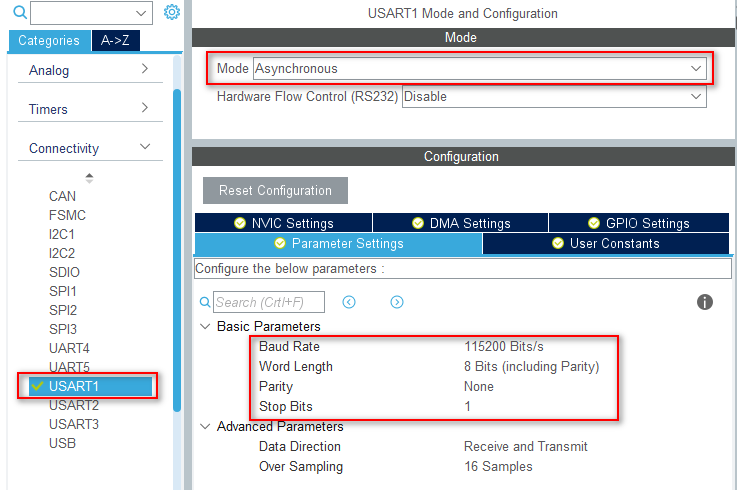 USART1 Mode and Configuration
Categories A->Z
Mode
Analog
Mode Asynchronous
Timers
Hardware Flow Control (RS232) Disable
Connectivity
Configuration
Reset Configuration
CAN
FSMC
I2C1
I2C2
SDIO
SPI1
SPI2
SPI3
UART4
UART5
USART1
USART2
USART3
USB
NVIC Settings DMA Settings GPIO Settings
Parameter Settings User Constants
Configure the below parameters :
Search (Crtl+F)
Basic Parameters
Baud Rate 115200 Bits/s
Word Length 8 Bits (including Parity)
Parity None
Stop Bits 1
Advanced Parameters
Data Direction Receive and Transmit
Over Sampling 16 Samples